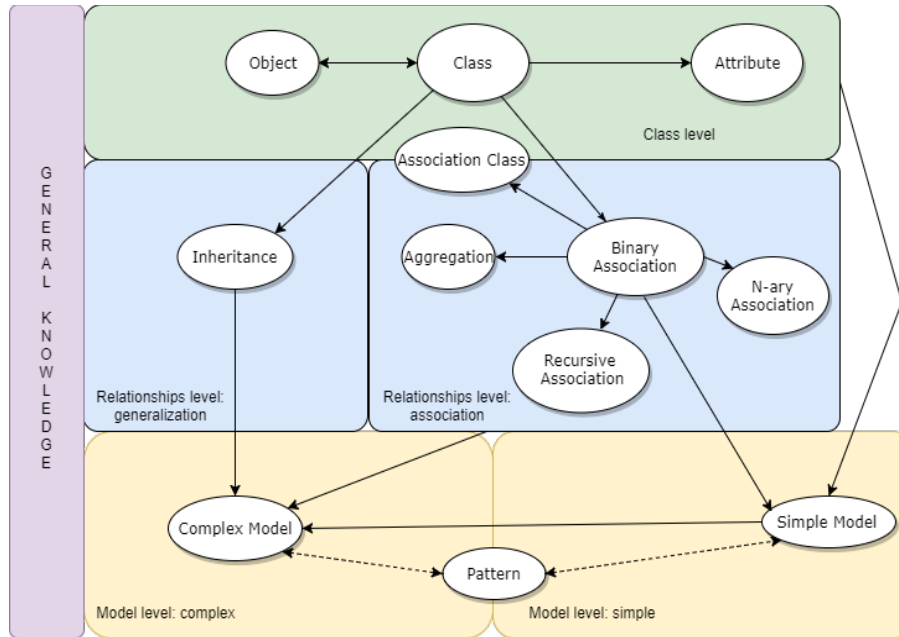 GENERAL KNOWLEDGE
Object
Class
Attribute
Class level
Association Class
Inheritance
Aggregation
Binary
Association
N-ary
Association
Recursive
Association
Relationships level:
generalization
Relationships level:
association
Complex Model
Simple Model
Pattern
Model level: complex
Model level: simple